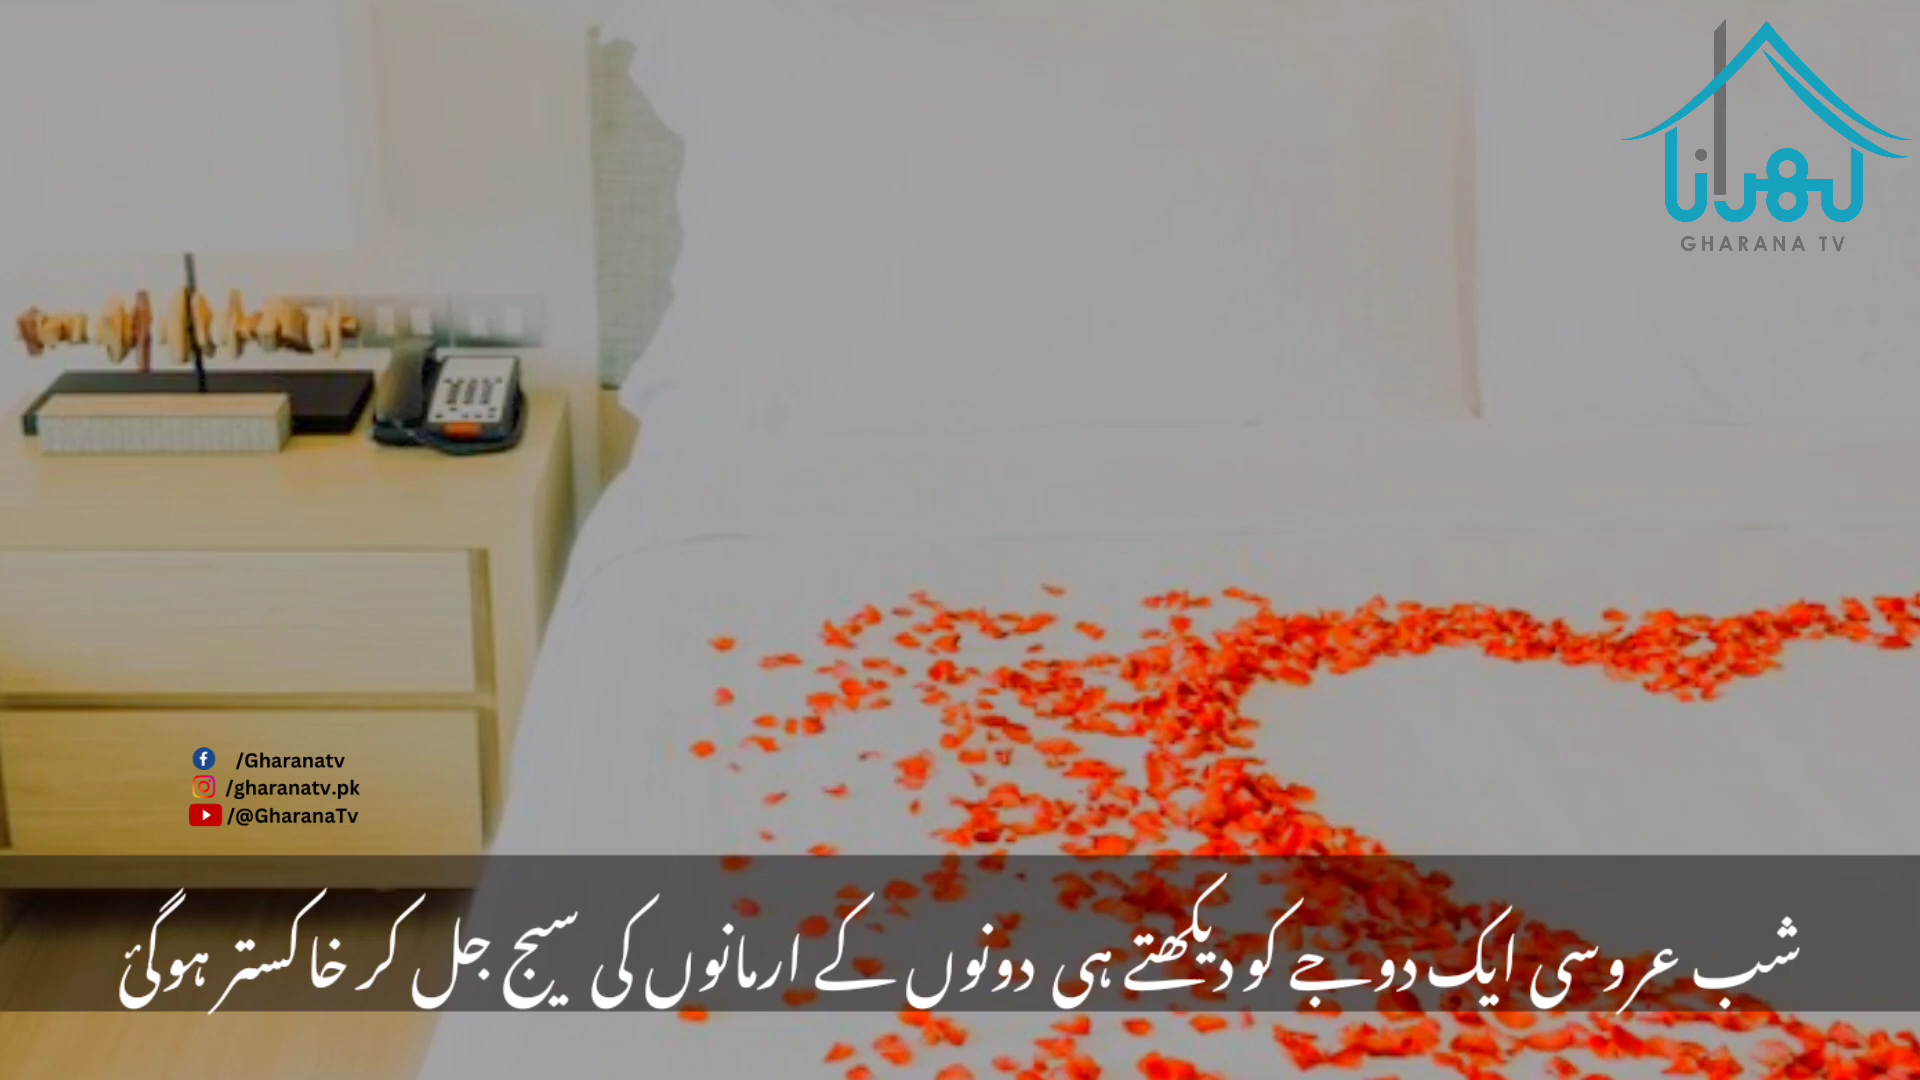 گھرانا
GHARANA TV
/Gharanatv
/gharanatv.pk
/@GharanaTv
شب عروسی ایک دوجے کو دیکھتے ہی دونوں کے ارمانوں کی سیج جل کر خاکستر ہوگئ